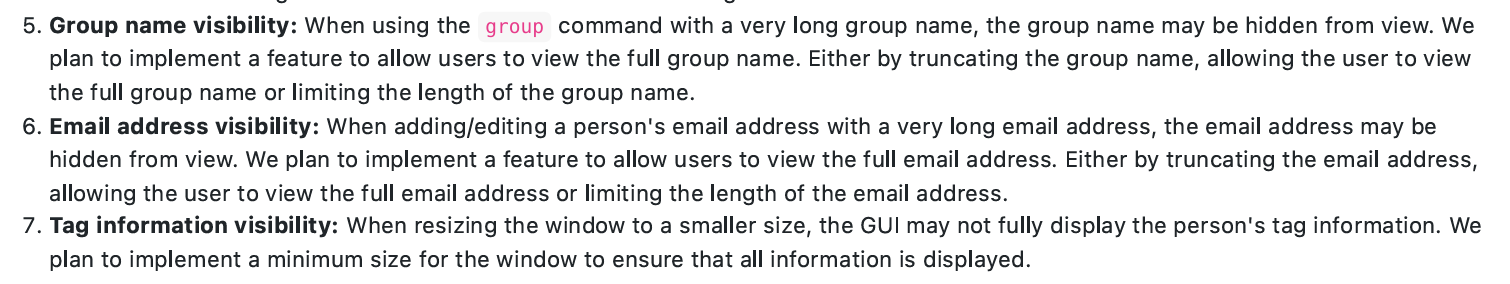 5. Group name visibility: When using the group command with a very long group name, the group name may be hidden from view. We
plan to implement a feature to allow users to view the full group name. Either by truncating the group name, allowing the user to view
the full group name or limiting the length of the group name.
6. Email address visibility: When adding/editing a person's email address with a very long email address, the email address may be
hidden from view. We plan to implement a feature to allow users to view the full email address. Either by truncating the email address,
allowing the user to view the full email address or limiting the length of the email address.
7. Tag information visibility: When resizing the window to a smaller size, the GUI may not fully display the person's tag information. We
plan to implement a minimum size for the window to ensure that all information is displayed.